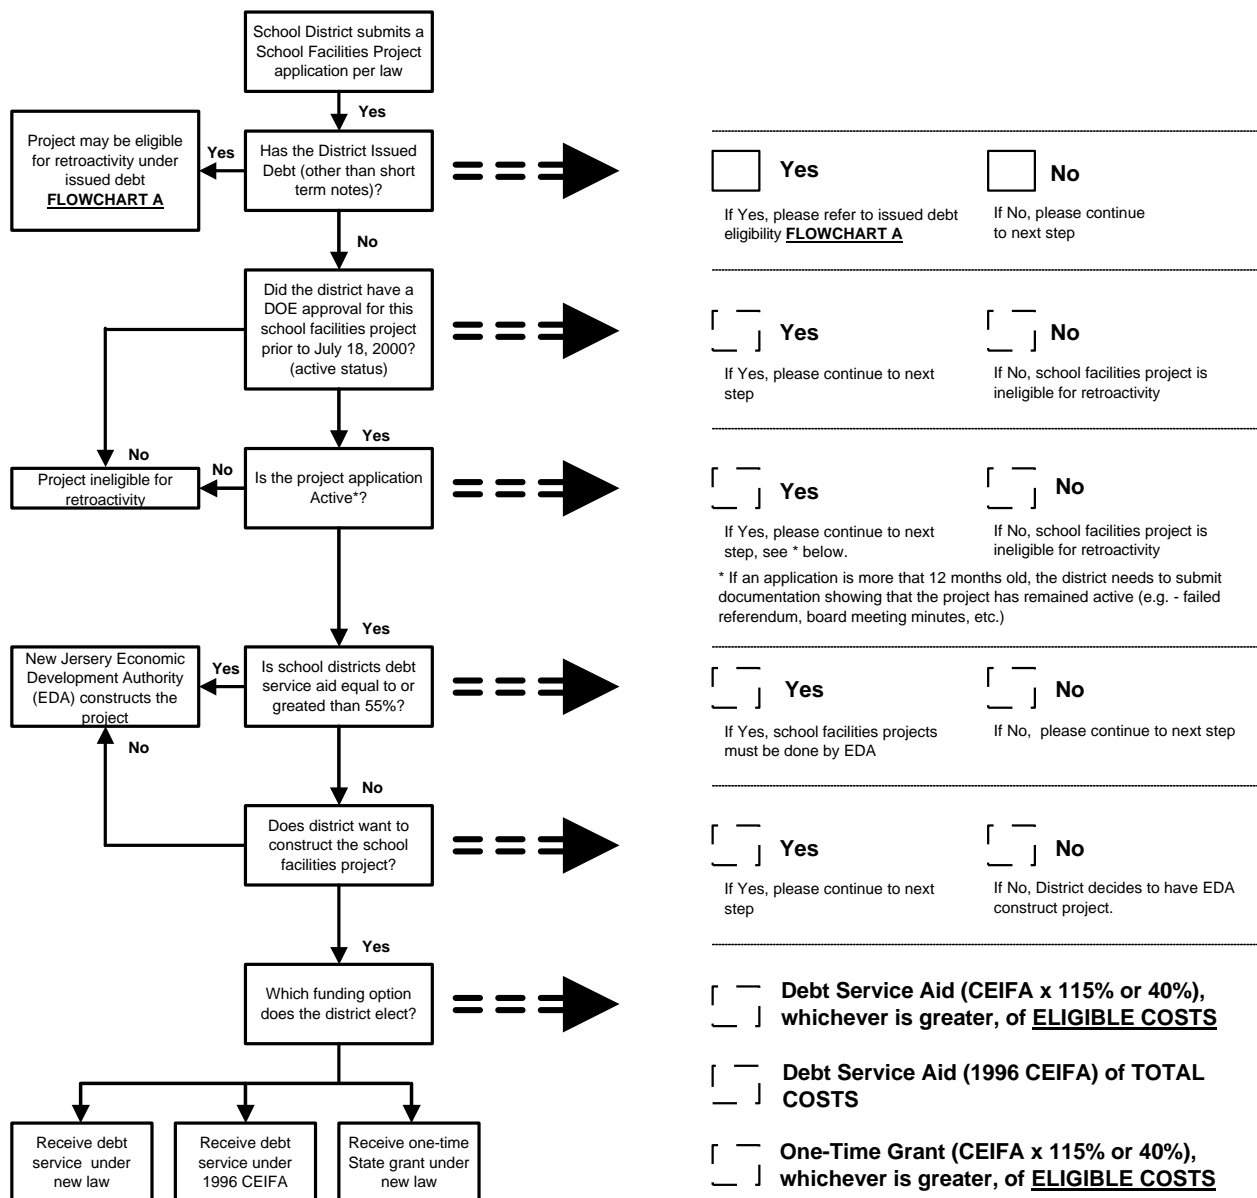 School District submits a
School Facilities Project
application per law
Yes
Project may be eligible
for retroactivity under
issued debt
FLOWCHART A
Yes
Has the District Issued
Debt (other than short
term notes)?
Yes
If Yes, please refer to issued debt
eligibility FLOWCHART A
No
If No, please continue
to next step
No
Did the district have a
DOE approval for this
school facilities project
prior to July 18, 2000?
(active status)
Yes
If Yes, please continue to next
step
No
If No, school facilities project is
ineligible for retroactivity
Yes
No
Project ineligible for
retroactivity
No
Is the project application
Active*?
Yes
If Yes, please continue to next
step, see * below.
No
If No, school facilities project is
ineligible for retroactivity
* If an application is more that 12 months old, the district needs to submit
documentation showing that the project has remained active (e.g. - failed
referendum, board meeting minutes, etc.)
Yes
New Jersery Economic
Development Authority
(EDA) constructs the
project
Yes
Is school districts debt
service aid equal to or
greated than 55%?
Yes
If Yes, school facilities projects
must be done by EDA
No
If No, please continue to next step
No
No
Does district want to
construct the school
facilities project?
Yes
If Yes, please continue to next
step
No
If No, District decides to have EDA
construct project.
Yes
Which funding option
does the district elect?
Debt Service Aid (CEIFA x 115% or 40%),
whichever is greater, of ELIGIBLE COSTS
Debt Service Aid (1996 CEIFA) of TOTAL
COSTS
One-Time Grant (CEIFA x 115% or 40%),
whichever is greater, of ELIGIBLE COSTS
Receive debt
service under
new law
Receive debt
service under
1996 CEIFA
Receive one-time
State grant under
new law